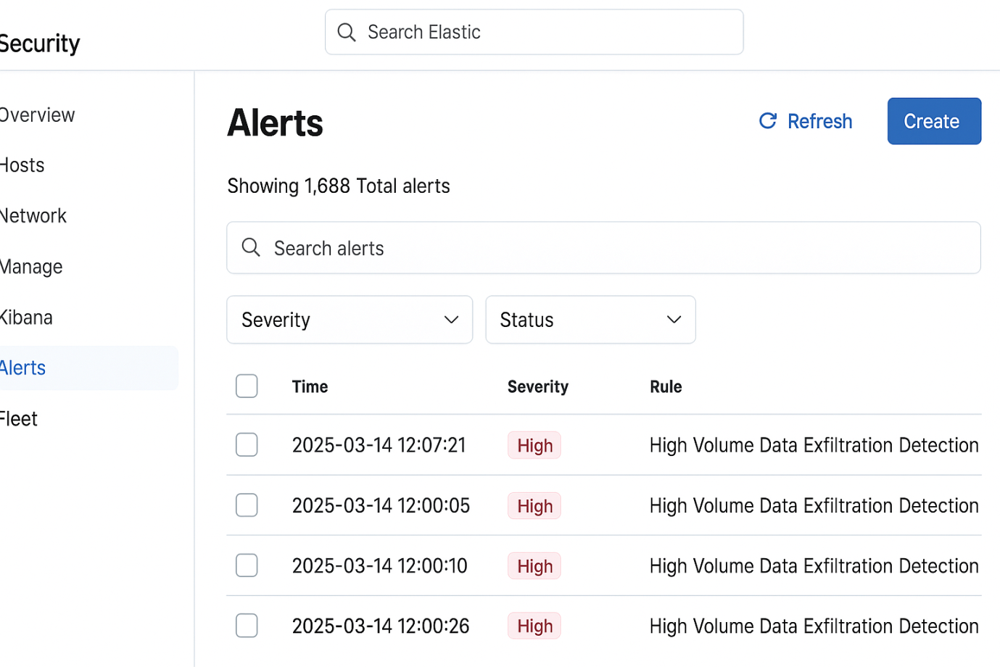 Security
Search Elastic
Overview
Hosts
Network
Manage
Kibana
Alerts
Fleet
Alerts
Refresh
Create
Showing 1,688 Total alerts
Search alerts
Severity
Status
Time Severity Rule
2025-03-14 12:07:21 High High Volume Data Exfiltration Detection
2025-03-14 12:00:05 High High Volume Data Exfiltration Detection
2025-03-14 12:00:10 High High Volume Data Exfiltration Detection
2025-03-14 12:00:26 High High Volume Data Exfiltration Detection